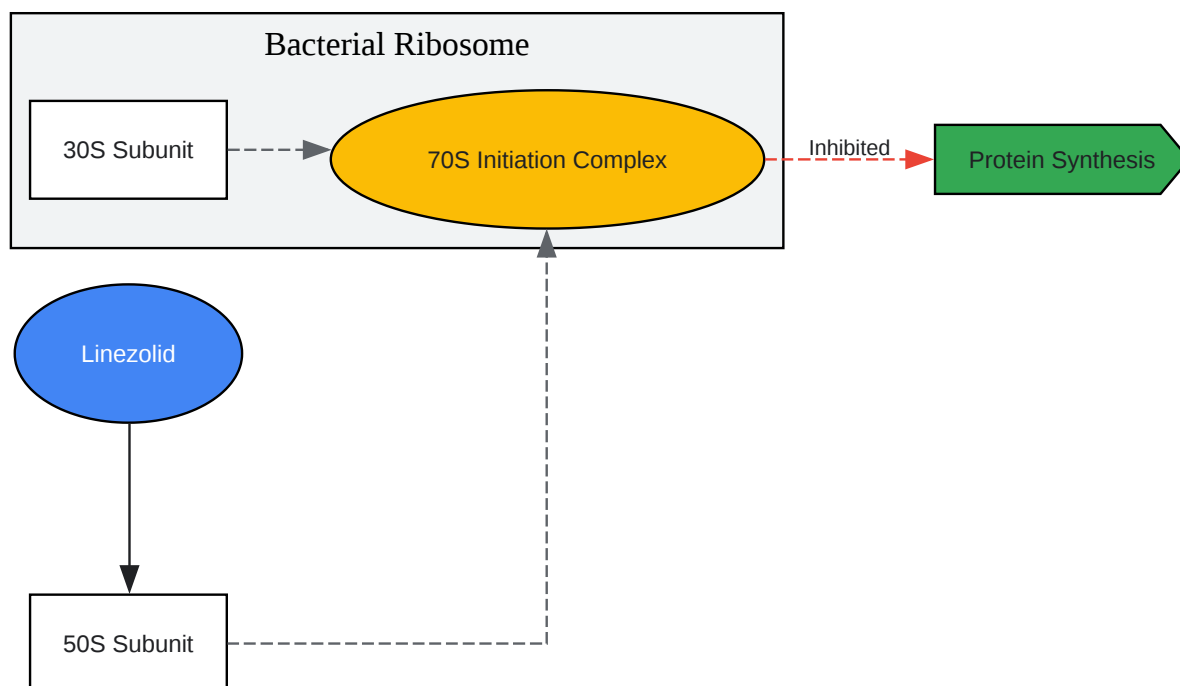 Bacterial Ribosome
30S Subunit
70S Initiation Complex
Inhibited
Protein Synthesis
Linezolid
50S Subunit